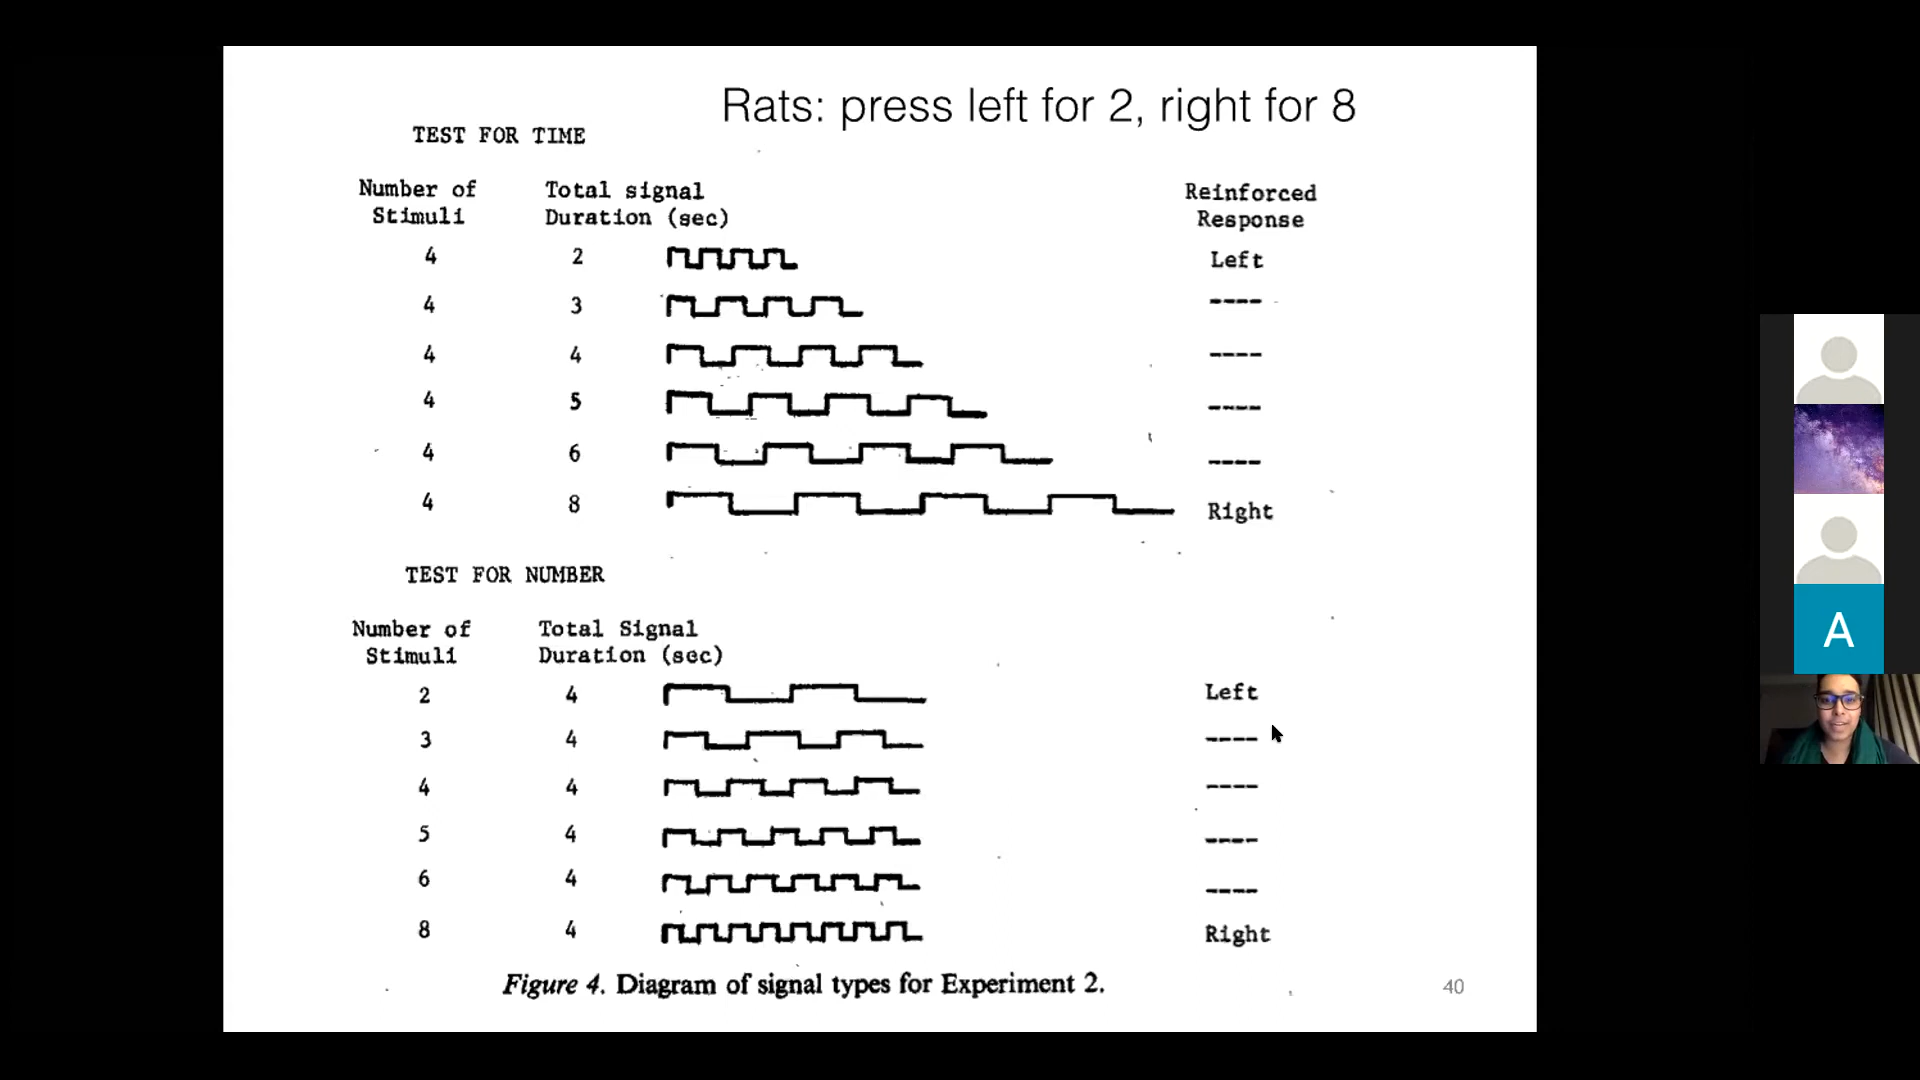 Rats: press left for 2, right for 8
TEST FOR TIME
Number of Stimuli Total signal Duration (sec) Reinforced Response
4 2 Left
4 3 ----
4 4 ----
4 5 ----
4 6 ----
4 8 Right
TEST FOR NUMBER
Number of Stimuli Total Signal Duration (sec)
2 4 Left
3 4 ----
4 4 ----
5 4 ----
6 4 ----
8 4 Right
Figure 4. Diagram of signal types for Experiment 2.
40
A